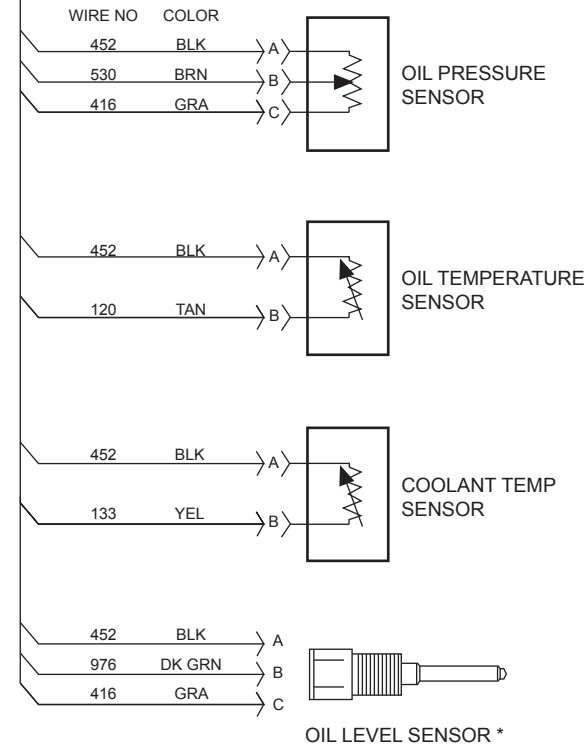 WIRE NO COLOR
452 BLK A
530 BRN B
416 GRA C
OIL PRESSURE
SENSOR
452 BLK A
120 TAN B
OIL TEMPERATURE
SENSOR
452 BLK A
133 YEL B
COOLANT TEMP
SENSOR
452 BLK A
976 DK GRN B
416 GRA C
OIL LEVEL SENSOR *